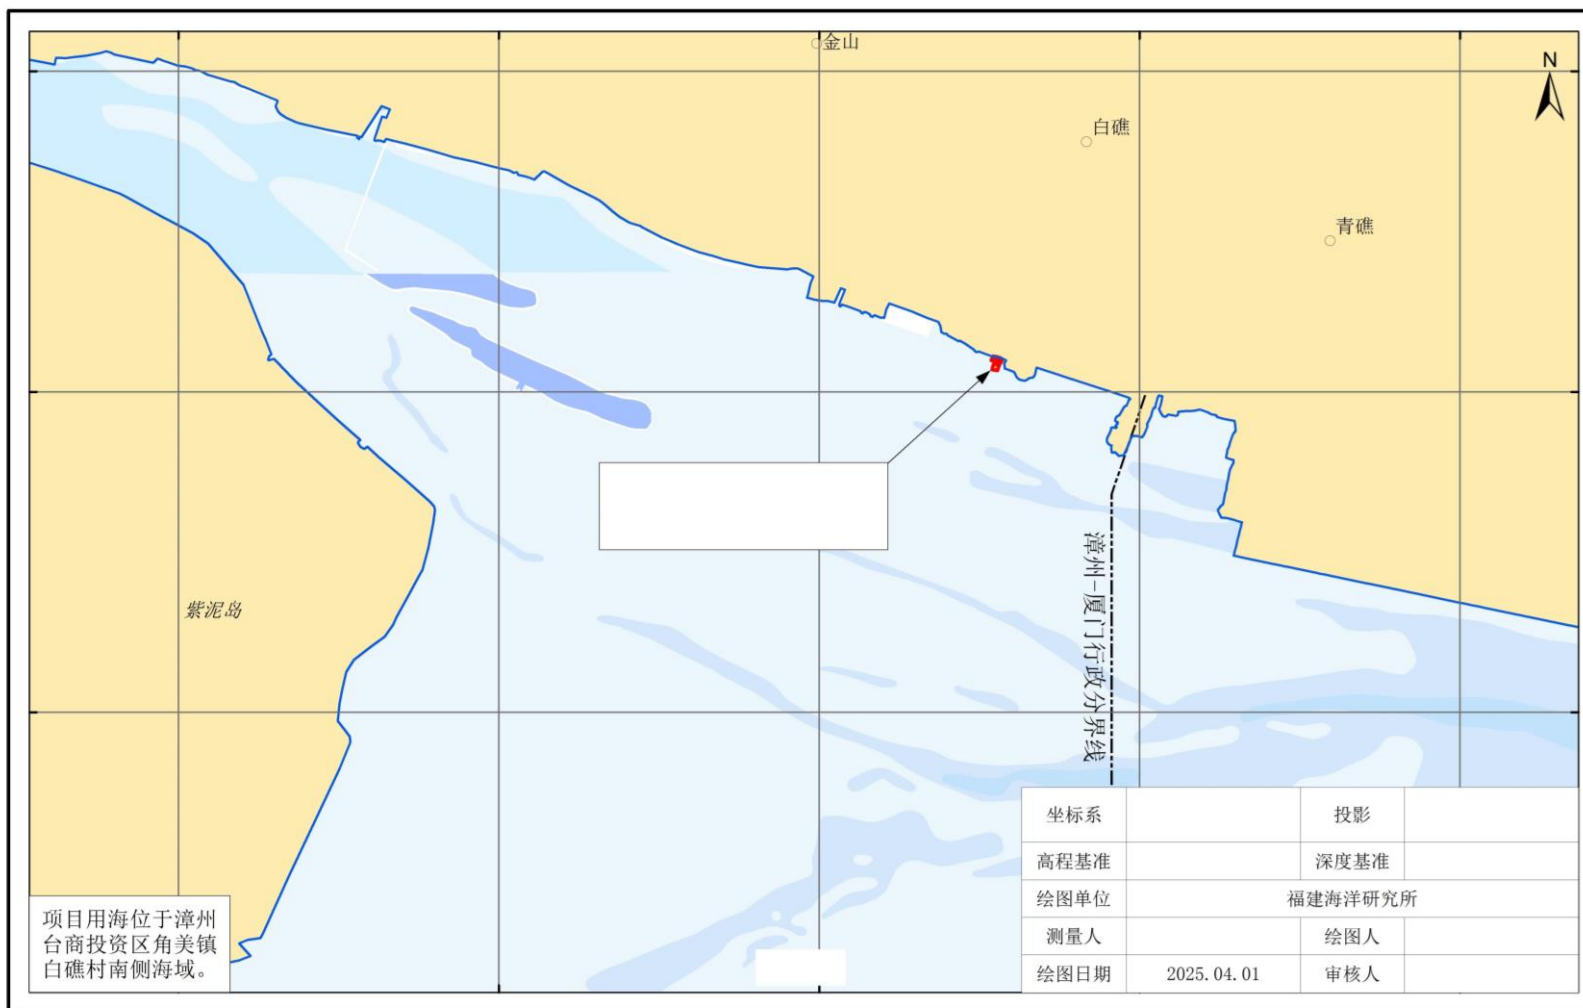 金山
N
白礁
青礁
紫泥岛
漳州-厦门行政分界线
项目用海位于漳州
台商投资区角美镇
白礁村南侧海域。
坐标系 投影
高程基准 深度基准
绘图单位 福建海洋研究所
测量人 绘图人
绘图日期 2025.04.01 审核人